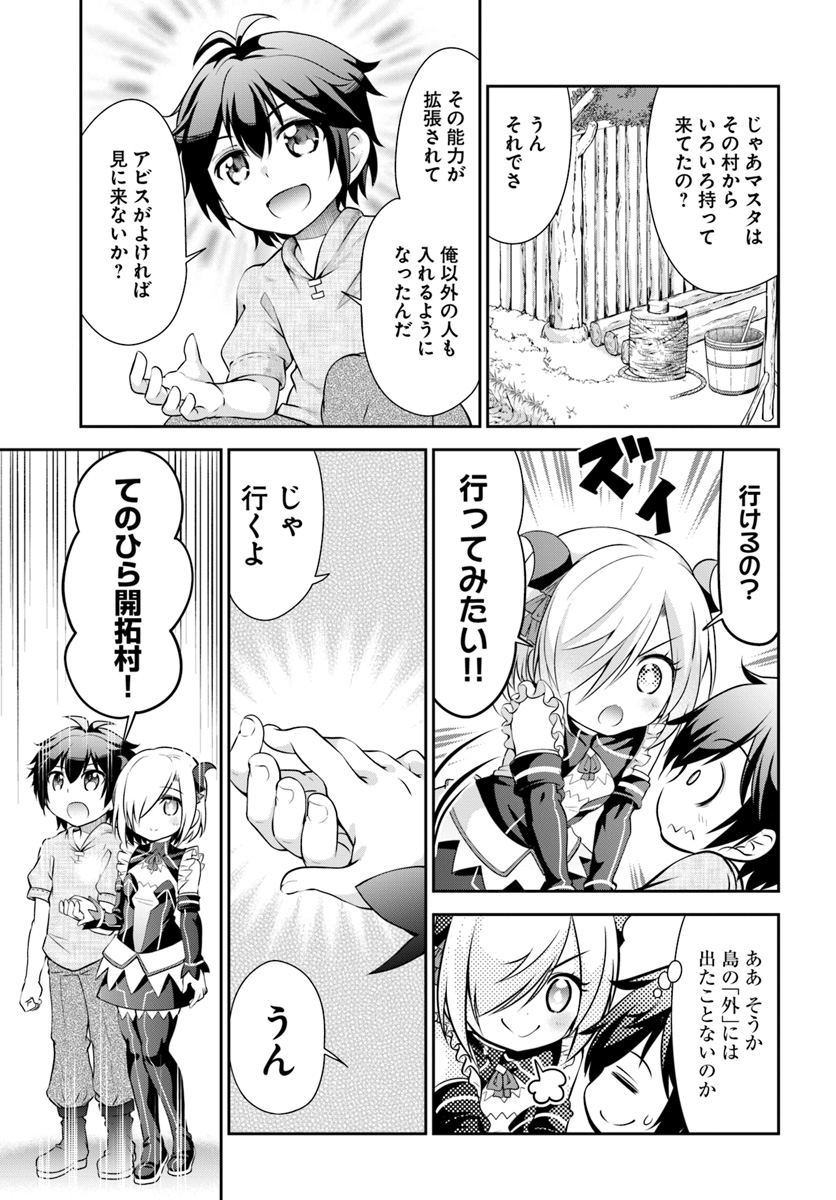 じゃあマスタは
その村から
いろいろ持って
来てたの?
うん
それでさ
その能力が
拡張されて
俺以外の人も
入れるように
なったんだ
アビスがよければ
見に来ないか?
行けるの?
ズイ
行ってみたい!!
ああ そうか
島の「外」には
出たことないのか
じゃ
行くよ
うん
てのひら開拓村!